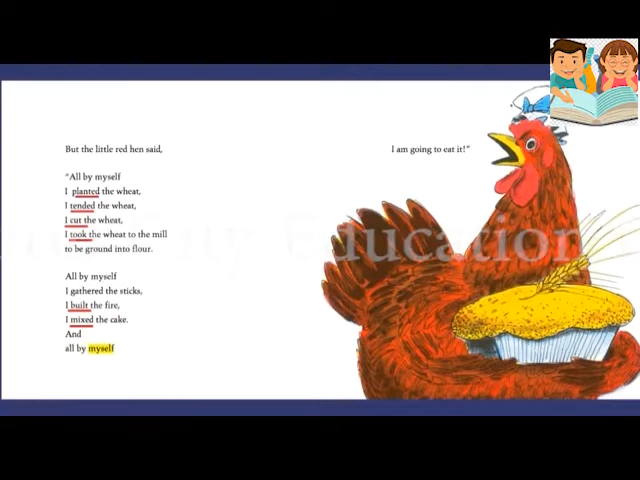 But the little red hen said,
"All by myself
I planted the wheat,
I tended the wheat,
I cut the wheat,
I took the wheat to the mill
to be ground into flour.
All by myself
I gathered the sticks,
I built the fire,
I mixed the cake.
And
all by myself
I am going to eat it!"
Education